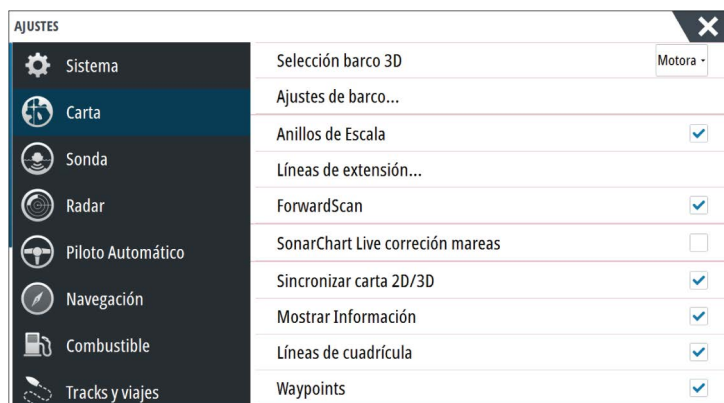 AJUSTES
Sistema
Carta
Sonda
Radar
Piloto Automático
Navegación
Combustible
Tracks y viajes
Selección barco 3D
Motora
Ajustes de barco...
Anillos de Escala
Líneas de extensión...
ForwardScan
SonarChart Live correción mareas
Sincronizar carta 2D/3D
Mostrar Información
Líneas de cuadrícula
Waypoints